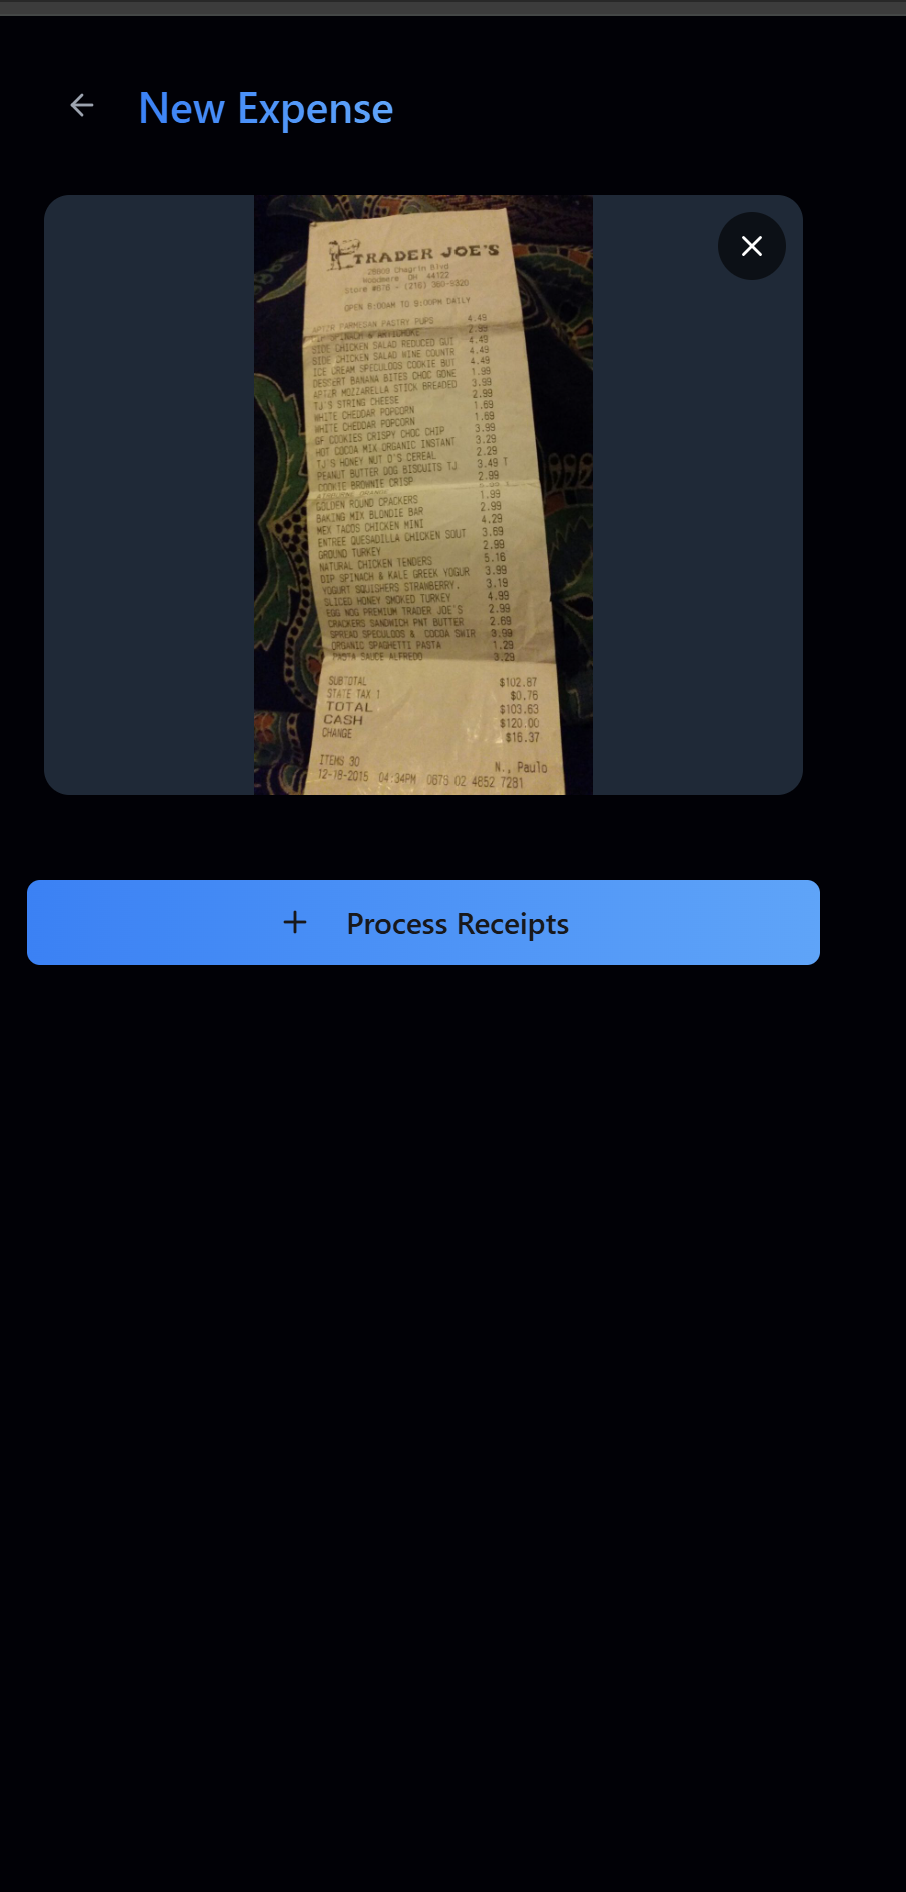 New Expense
TRADER JOE'S
28809 Chagrin Blvd
Woodmere OH 44122
Store #678 - (216) 360-9320
OPEN 8:00AM TO 9:00PM DAILY
APTZR PARMESAN PASTRY PUPS 4.49
DIP SPINACH & ARTICHOKE 2.99
SIDE CHICKEN SALAD REDUCED GUI 4.49
SIDE CHICKEN SALAD WINE COUNTR 4.49
ICE CREAM SPECULOOS COOKIE BUT 4.49
DESSERT BANANA BITES CHOC GONE 1.99
APTZR MOZZARELLA STICK BREADED 3.99
TJ'S STRING CHEESE 2.99
WHITE CHEDDAR POPCORN 1.69
WHITE CHEDDAR POPCORN 1.69
GF COOKIES CRISPY CHOC CHIP 3.99
HOT COCOA MIX ORGANIC INSTANT 3.29
TJ'S HONEY NUT O'S CEREAL 2.29
PEANUT BUTTER DOG BISCUITS TJ 3.49 T
COOKIE BROWNIE CRISP 2.99
GOLDEN ROUND CRACKERS 1.99
BAKING MIX BLONDIE BAR 2.99
MEX TACOS CHICKEN MINI 4.29
ENTREE QUESADILLA CHICKEN SOUT 3.69
GROUND TURKEY 2.99
NATURAL CHICKEN TENDERS 5.16
DIP SPINACH & KALE GREEK YOGUR 3.99
YOGURT SQUISHERS STRAWBERRY. 3.19
SLICED HONEY SMOKED TURKEY 4.99
EGG NOG PREMIUM TRADER JOE'S 2.99
CRACKERS SANDWICH PNT BUTTER 2.69
SPREAD SPECULOOS & COCOA SWIR 3.99
ORGANIC SPAGHETTI PASTA 1.29
PASTA SAUCE ALFREDO 3.29
SUBTOTAL $102.87
STATE TAX 1 $0.76
TOTAL $103.63
CASH $120.00
CHANGE $16.37
ITEMS 30 N., Paulo
12-18-2015 04:34PM 0678 02 4852 7281
Process Receipts